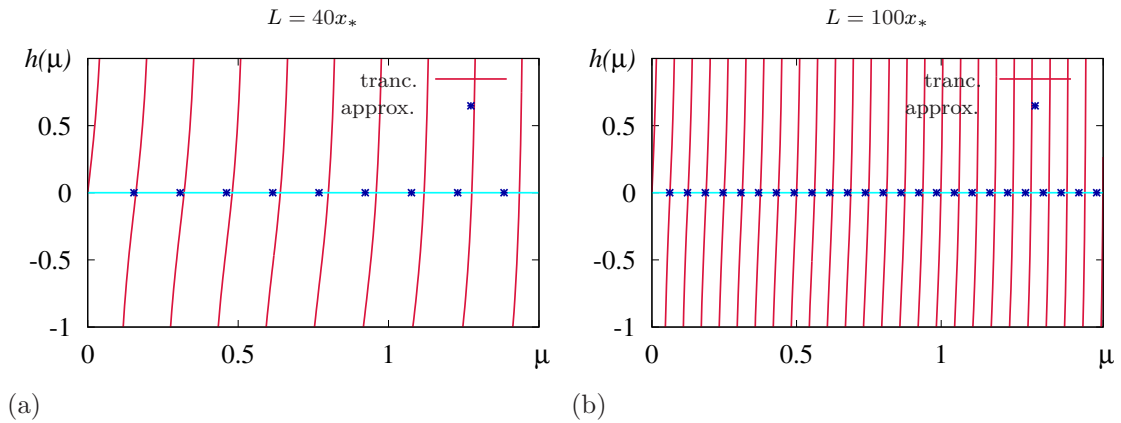 L = 40x∗
h(μ)
tranc.
approx.
0.5
0
-0.5
-1
0 0.5 1 μ
(a)
L = 100x∗
h(μ)
tranc.
approx.
0.5
0
-0.5
-1
0 0.5 1 μ
(b)